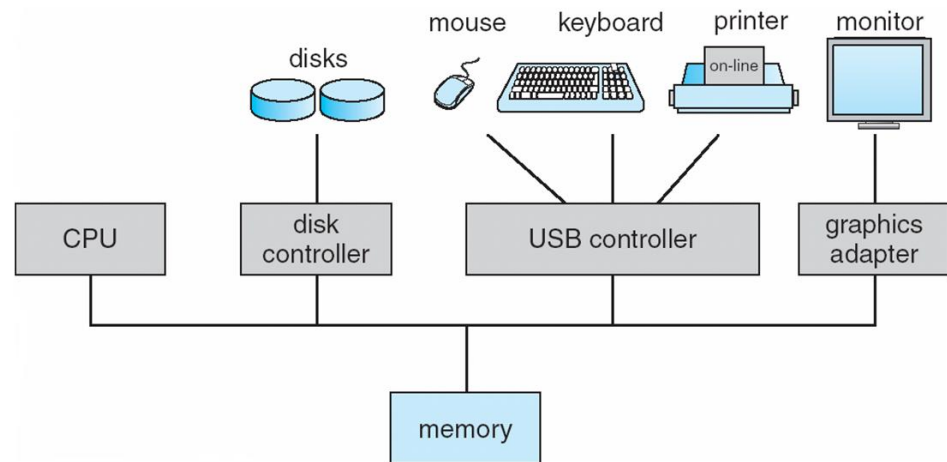 mouse
keyboard
printer
monitor
disks
on-line
CPU
disk
controller
USB controller
graphics
adapter
memory